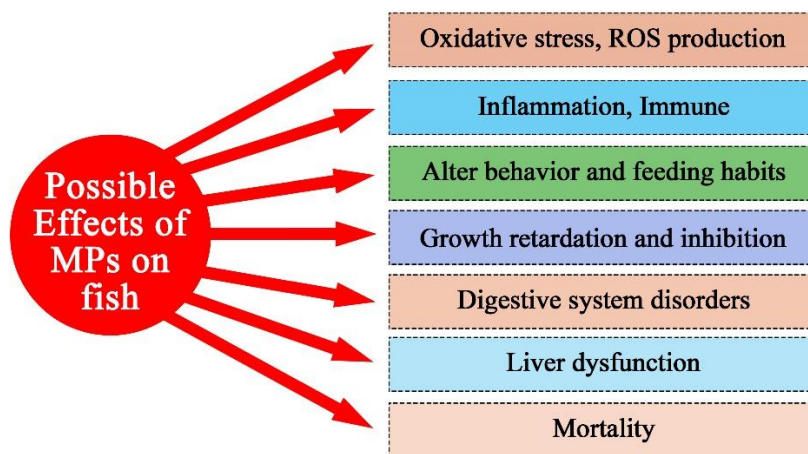 Possible
Effects of
MPs on
fish
Oxidative stress, ROS production
Inflammation, Immune
Alter behavior and feeding habits
Growth retardation and inhibition
Digestive system disorders
Liver dysfunction
Mortality